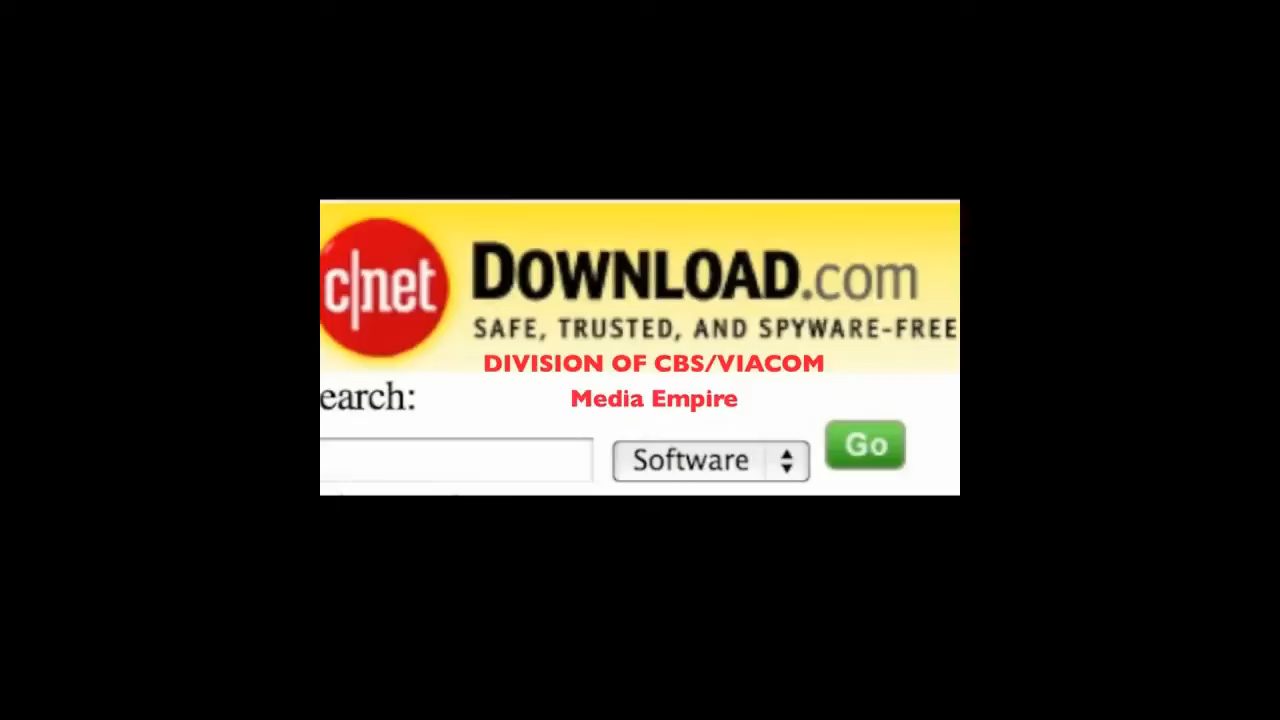 c|net
DOWNLOAD.com
SAFE, TRUSTED, AND SPYWARE-FREE
DIVISION OF CBS/VIACOM
Media Empire
earch:
Software
Go